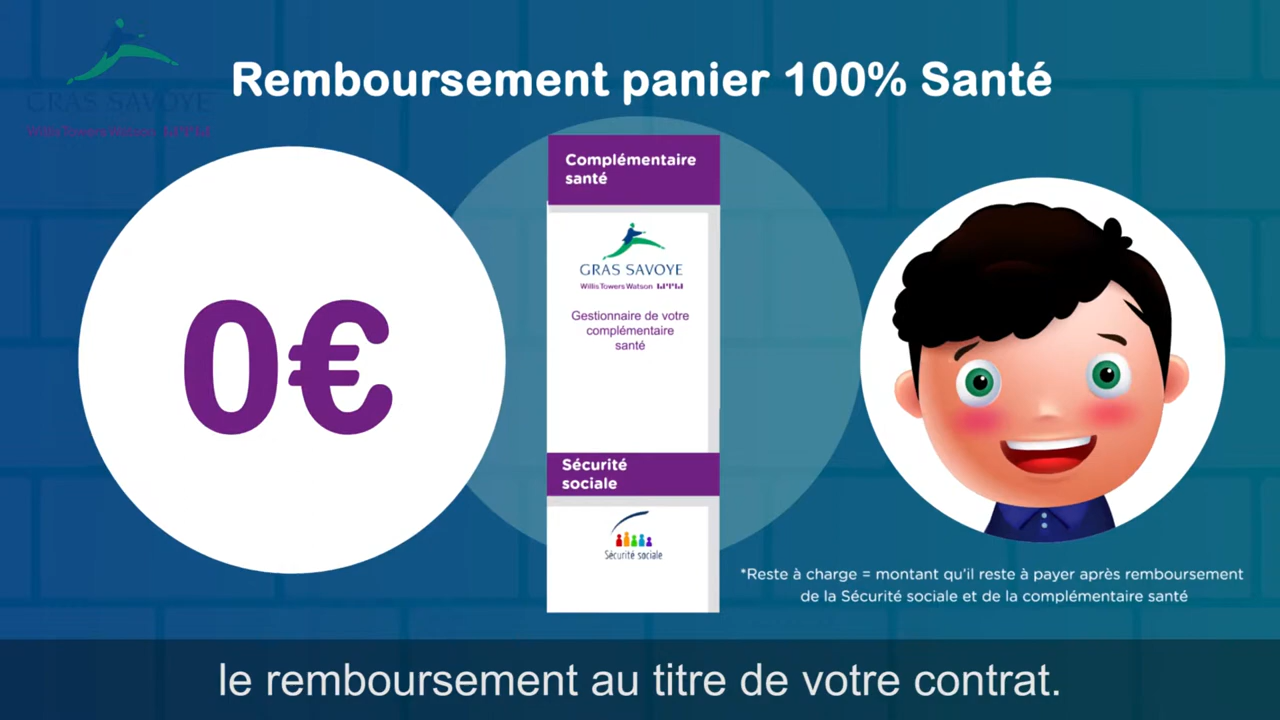 Remboursement panier 100% Santé
GRAS SAVOYE
Willis Towers Watson
0€
Complémentaire
santé
GRAS SAVOYE
Willis Towers Watson
Gestionnaire de votre
complémentaire
santé
Sécurité
sociale
Sécurité sociale
*Reste à charge = montant qu'il reste à payer après remboursement
de la Sécurité sociale et de la complémentaire santé
le remboursement au titre de votre contrat.